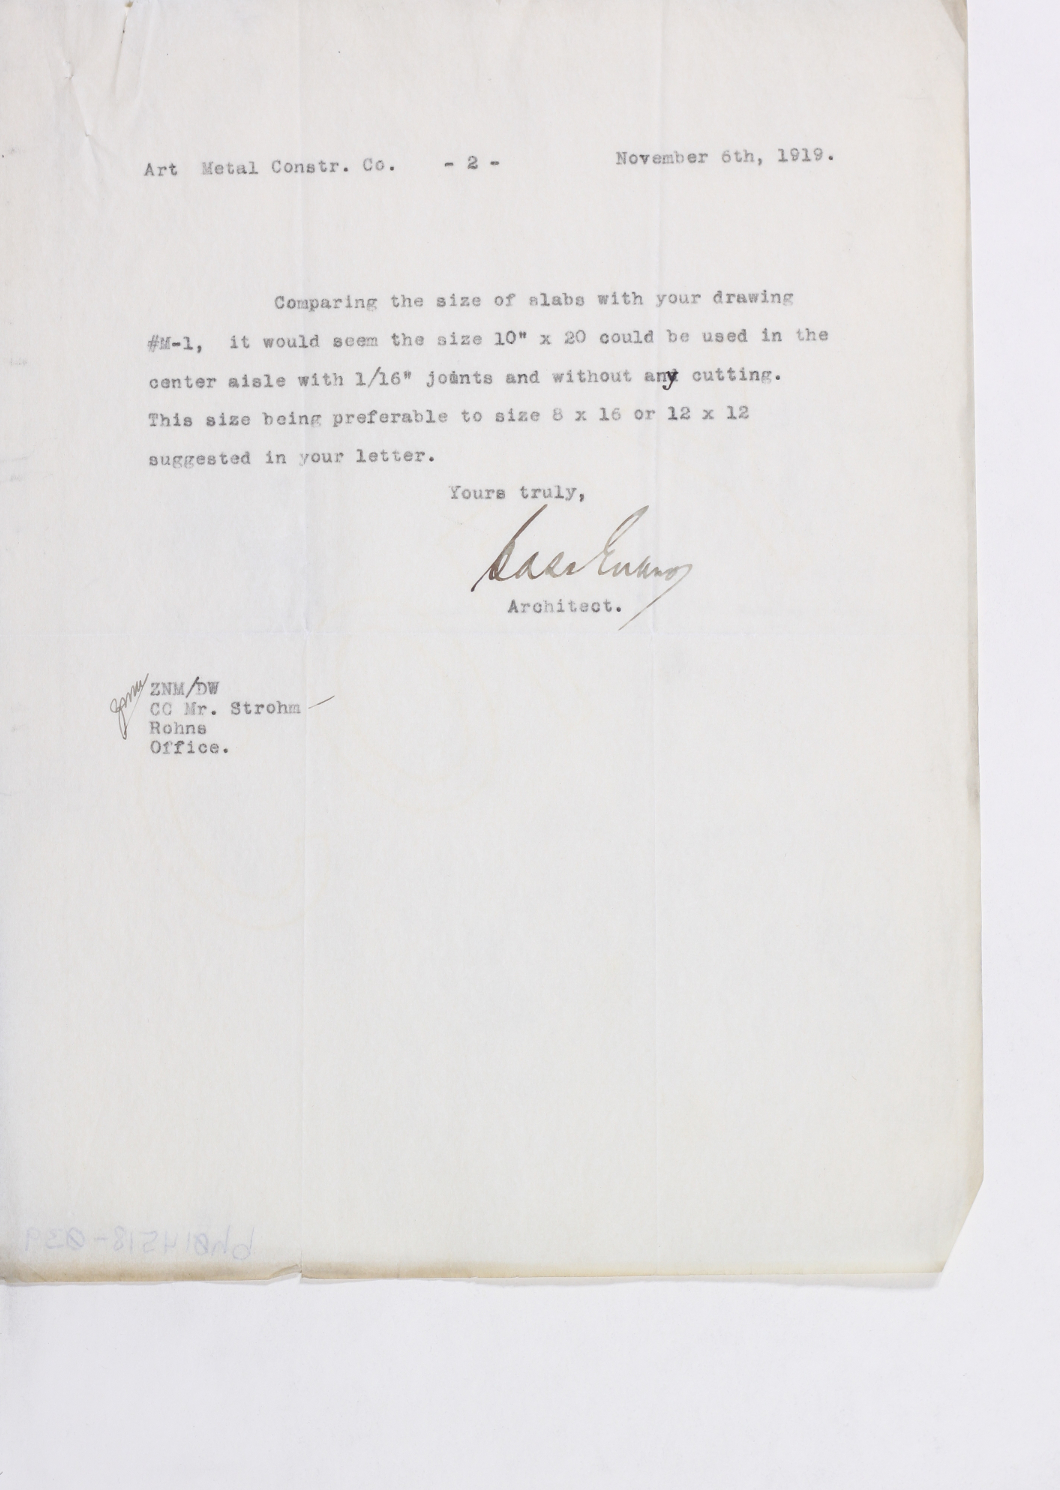 Art Metal Constr. Co. - 2 - November 6th, 1919.
Comparing the size of slabs with your drawing
#M-1, it would seem the size 10" x 20 could be used in the
center aisle with 1/16" joints and without any cutting.
This size being preferable to size 8 x 16 or 12 x 12
suggested in your letter.
Yours truly,
Architect.
ZNM/DW
CC Mr. Strohm
Rohns
Office.